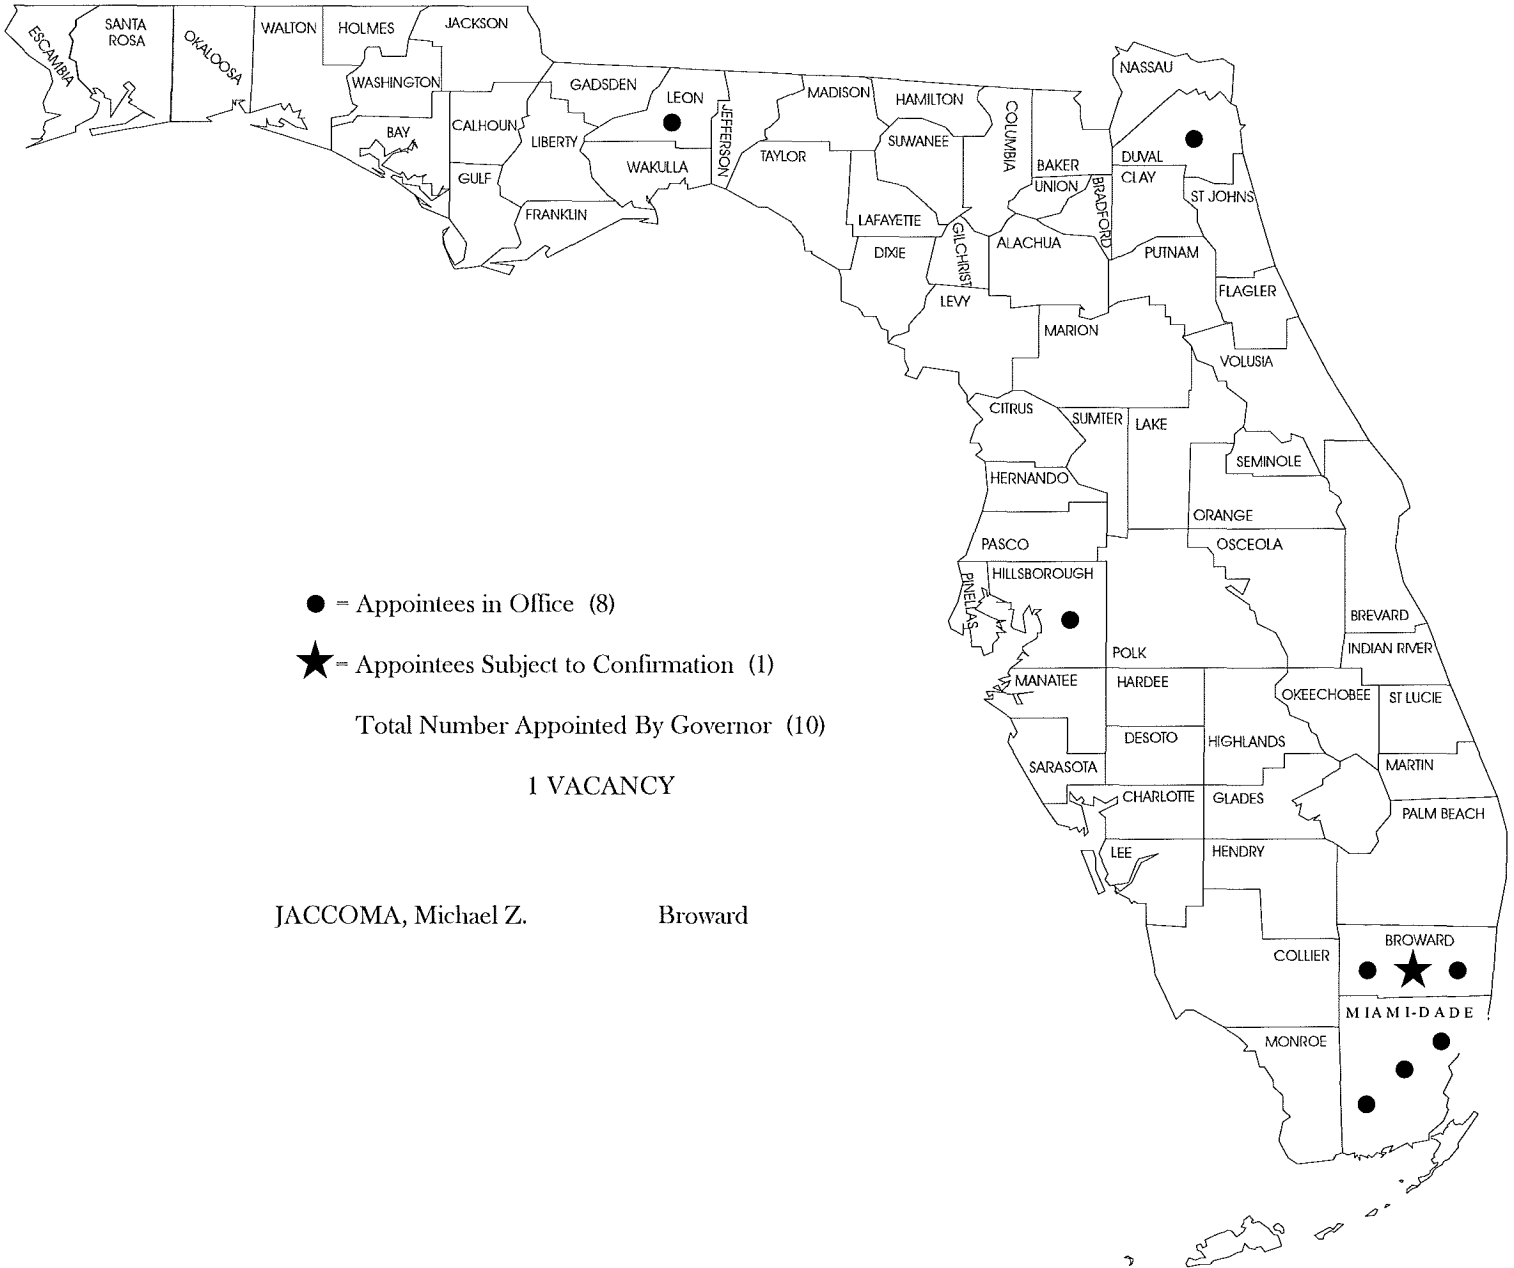 ESCAMBIA
SANTA
ROSA
OKALOOSA
WALTON
HOLMES
JACKSON
WASHINGTON
BAY
CALHOUN
GULF
GADSDEN
LIBERTY
FRANKLIN
LEON
WAKULLA
JEFFERSON
MADISON
TAYLOR
HAMILTON
SUWANEE
LAFAYETTE
DIXIE
COLUMBIA
GILCHRIST
LEVY
BAKER
UNION
BRADFORD
ALACHUA
NASSAU
DUVAL
CLAY
ST JOHNS
PUTNAM
FLAGLER
MARION
VOLUSIA
CITRUS
SUMTER
LAKE
SEMINOLE
HERNANDO
ORANGE
PASCO
OSCEOLA
HILLSBOROUGH
PINELLAS
POLK
BREVARD
INDIAN RIVER
MANATEE
HARDEE
OKEECHOBEE
ST LUCIE
DESOTO
HIGHLANDS
SARASOTA
MARTIN
CHARLOTTE
GLADES
PALM BEACH
LEE
HENDRY
BROWARD
COLLIER
MIAMI-DADE
MONROE
= Appointees in Office (8)
= Appointees Subject to Confirmation (1)
Total Number Appointed By Governor (10)
1 VACANCY
JACCOMA, Michael Z. Broward